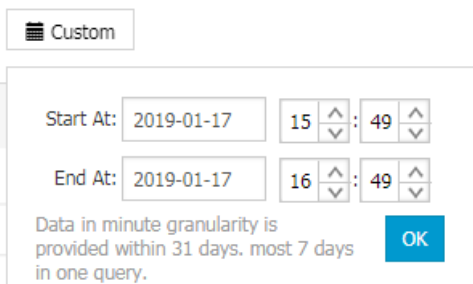 Custom
Start At: 2019-01-17 15 : 49
End At: 2019-01-17 16 : 49
Data in minute granularity is
provided within 31 days. most 7 days
in one query.
OK